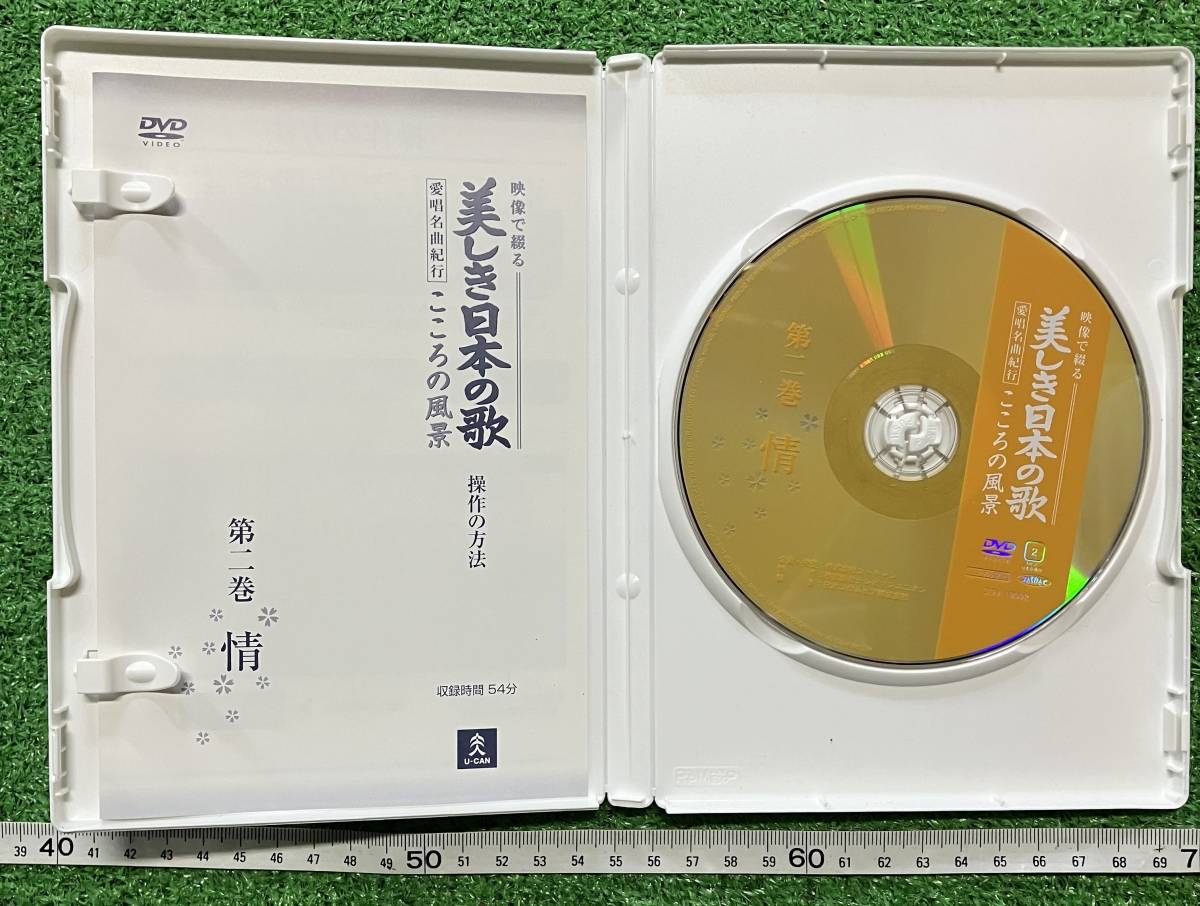 DVD
VIDEO
映像で綴る
美しき日本の歌
愛唱名曲紀行
こころの風景
操作の方法
第二巻
情
収録時間 54分
U-CAN
映像で綴る
美しき日本の歌
愛唱名曲紀行
こころの風景
第二巻
情
DVD
2
JASRAC
39 40 41 42 43 44 45 46 47 48 49 50 51 52 53 54 55 56 57 58 59 60 61 62 63 64 65 66 67 68 69 7